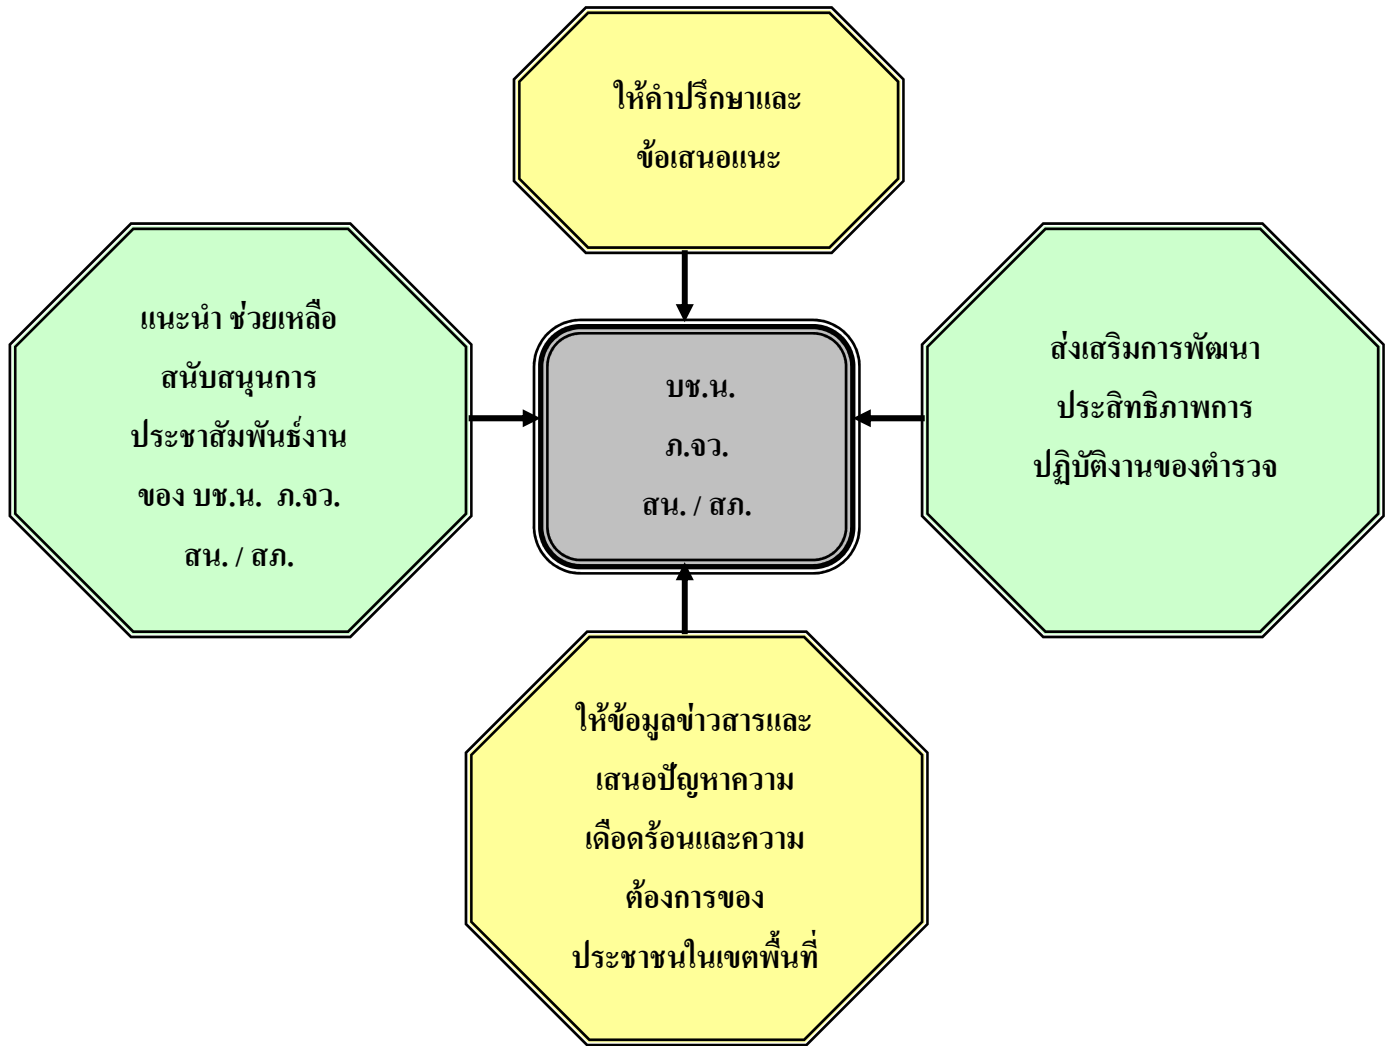 ให้คำปรึกษาและ
ข้อเสนอแนะ
แนะนำ ช่วยเหลือ
สนับสนุนการ
ประชาสัมพันธ์งาน
ของ บช.น. ภ.จว.
สน. / สภ.
บช.น.
ภ.จว.
สน. / สภ.
ส่งเสริมการพัฒนา
ประสิทธิภาพการ
ปฏิบัติงานของตำรวจ
ให้ข้อมูลข่าวสารและ
เสนอปัญหาความ
เดือดร้อนและความ
ต้องการของ
ประชาชนในเขตพื้นที่